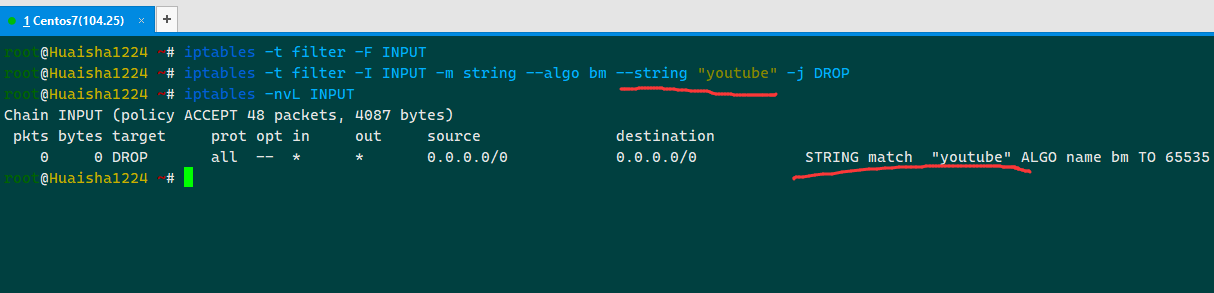 1 Centos7(104.25) × +
root@Huaisha1224 ~# iptables -t filter -F INPUT
root@Huaisha1224 ~# iptables -t filter -I INPUT -m string --algo bm --string "youtube" -j DROP
root@Huaisha1224 ~# iptables -nvL INPUT
Chain INPUT (policy ACCEPT 48 packets, 4087 bytes)
 pkts bytes target     prot opt in     out     source               destination
    0     0 DROP       all  --  *      *       0.0.0.0/0            0.0.0.0/0            STRING match  "youtube" ALGO name bm TO 65535
root@Huaisha1224 ~#